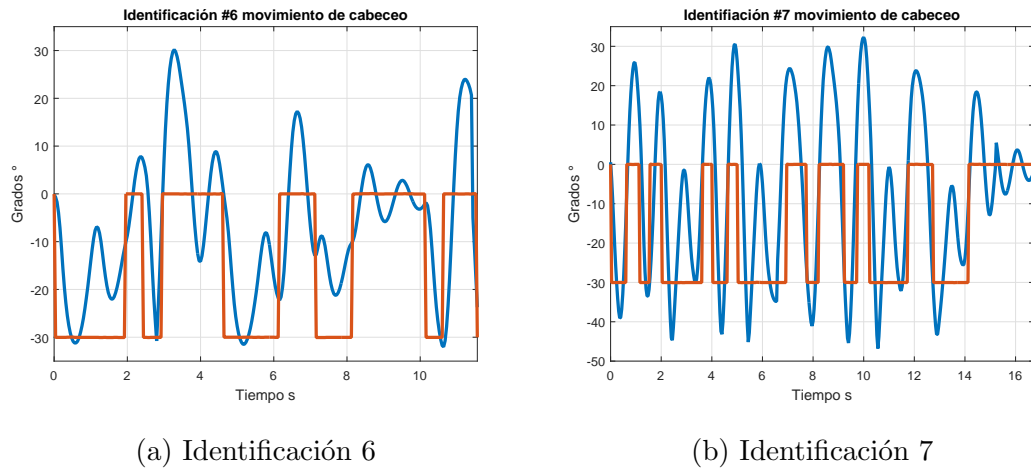 Identificación #6 movimiento de cabeceo
30
20
10
0
-10
-20
-30
Grados °
0 2 4 6 8 10
Tiempo s
(a) Identificación 6
Identifiación #7 movimiento de cabeceo
30
20
10
0
-10
-20
-30
-40
-50
Grados °
0 2 4 6 8 10 12 14 16
Tiempo s
(b) Identificación 7